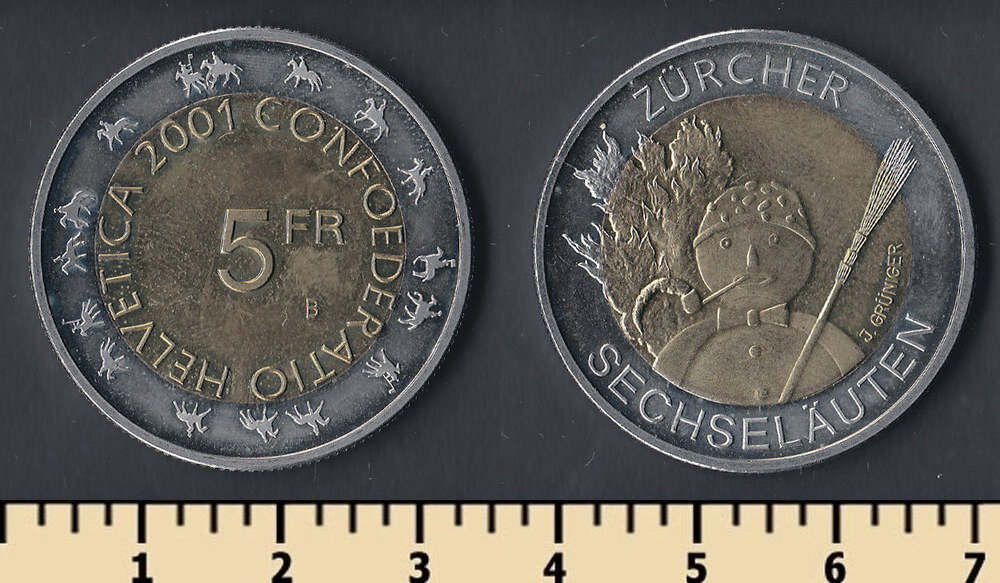 HELVETICA 2001 CONFOEDERATIO
5 FR
B
ZÜRCHER
SECHSELÄUTEN
J. GRÜNIGER
1 2 3 4 5 6 7